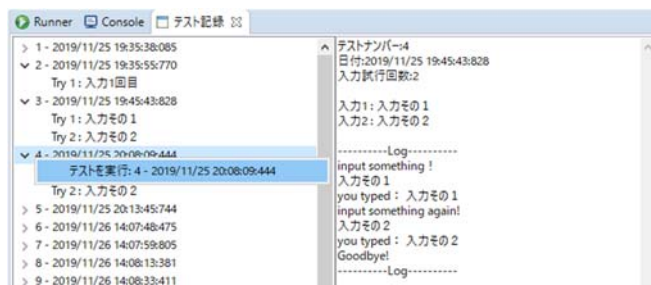 Runner Console テスト記録
1 - 2019/11/25 19:35:38:085
2 - 2019/11/25 19:35:55:770
Try 1 : 入力1回目
3 - 2019/11/25 19:45:43:828
Try 1 : 入力その1
Try 2 : 入力その2
4 - 2019/11/25 20:08:09:444
テストを実行: 4 - 2019/11/25 20:08:09:444
Try 2 : 入力その2
5 - 2019/11/25 20:13:45:744
6 - 2019/11/26 14:07:48:475
7 - 2019/11/26 14:07:59:805
8 - 2019/11/26 14:08:13:381
9 - 2019/11/26 14:08:33:411
テストナンバー:4
日付:2019/11/25 19:45:43:828
入力試行回数:2
入力1 : 入力その1
入力2 : 入力その2
----------Log----------
input something !
入力その1
you typed : 入力その1
input something again!
入力その2
you typed : 入力その2
Goodbye!
----------Log----------